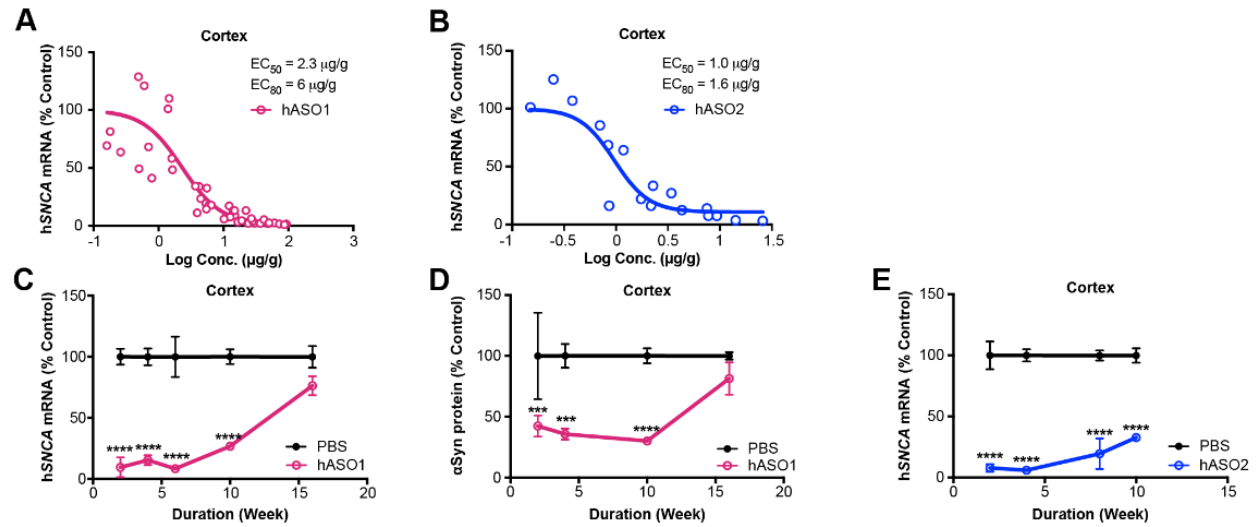 A
Cortex
hSNCA mRNA (% Control)
150
100
50
0
EC50 = 2.3 µg/g
EC80 = 6 µg/g
hASO1
-1
0
1
2
3
Log Conc. (µg/g)
B
Cortex
hSNCA mRNA (% Control)
150
100
50
0
EC50 = 1.0 µg/g
EC80 = 1.6 µg/g
hASO2
-1
-0.5
0
0.5
1.0
1.5
Log Conc. (µg/g)
C
Cortex
hSNCA mRNA (% Control)
150
100
50
0
****
****
****
****
PBS
hASO1
0
5
10
15
20
Duration (Week)
D
Cortex
αSyn protein (% Control)
150
100
50
0
***
***
****
PBS
hASO1
0
5
10
15
20
Duration (Week)
E
Cortex
hSNCA mRNA (% Control)
150
100
50
0
****
****
****
****
PBS
hASO2
0
5
10
15
Duration (Week)